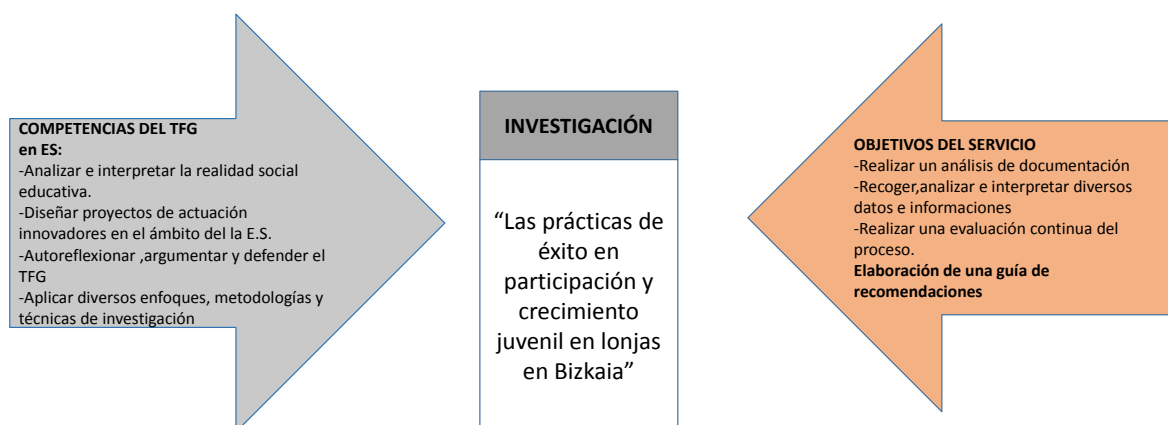 COMPETENCIAS DEL TFG
en ES:
-Analizar e interpretar la realidad social
educativa.
-Diseñar proyectos de actuación
innovadores en el ámbito del la E.S.
-Autoreflexionar ,argumentar y defender el
TFG
-Aplicar diversos enfoques, metodologías y
técnicas de investigación
INVESTIGACIÓN
“Las prácticas de
éxito en
participación y
crecimiento
juvenil en lonjas
en Bizkaia”
OBJETIVOS DEL SERVICIO
-Realizar un análisis de documentación
-Recoger,analizar e interpretar diversos
datos e informaciones
-Realizar una evaluación continua del
proceso.
Elaboración de una guía de
recomendaciones